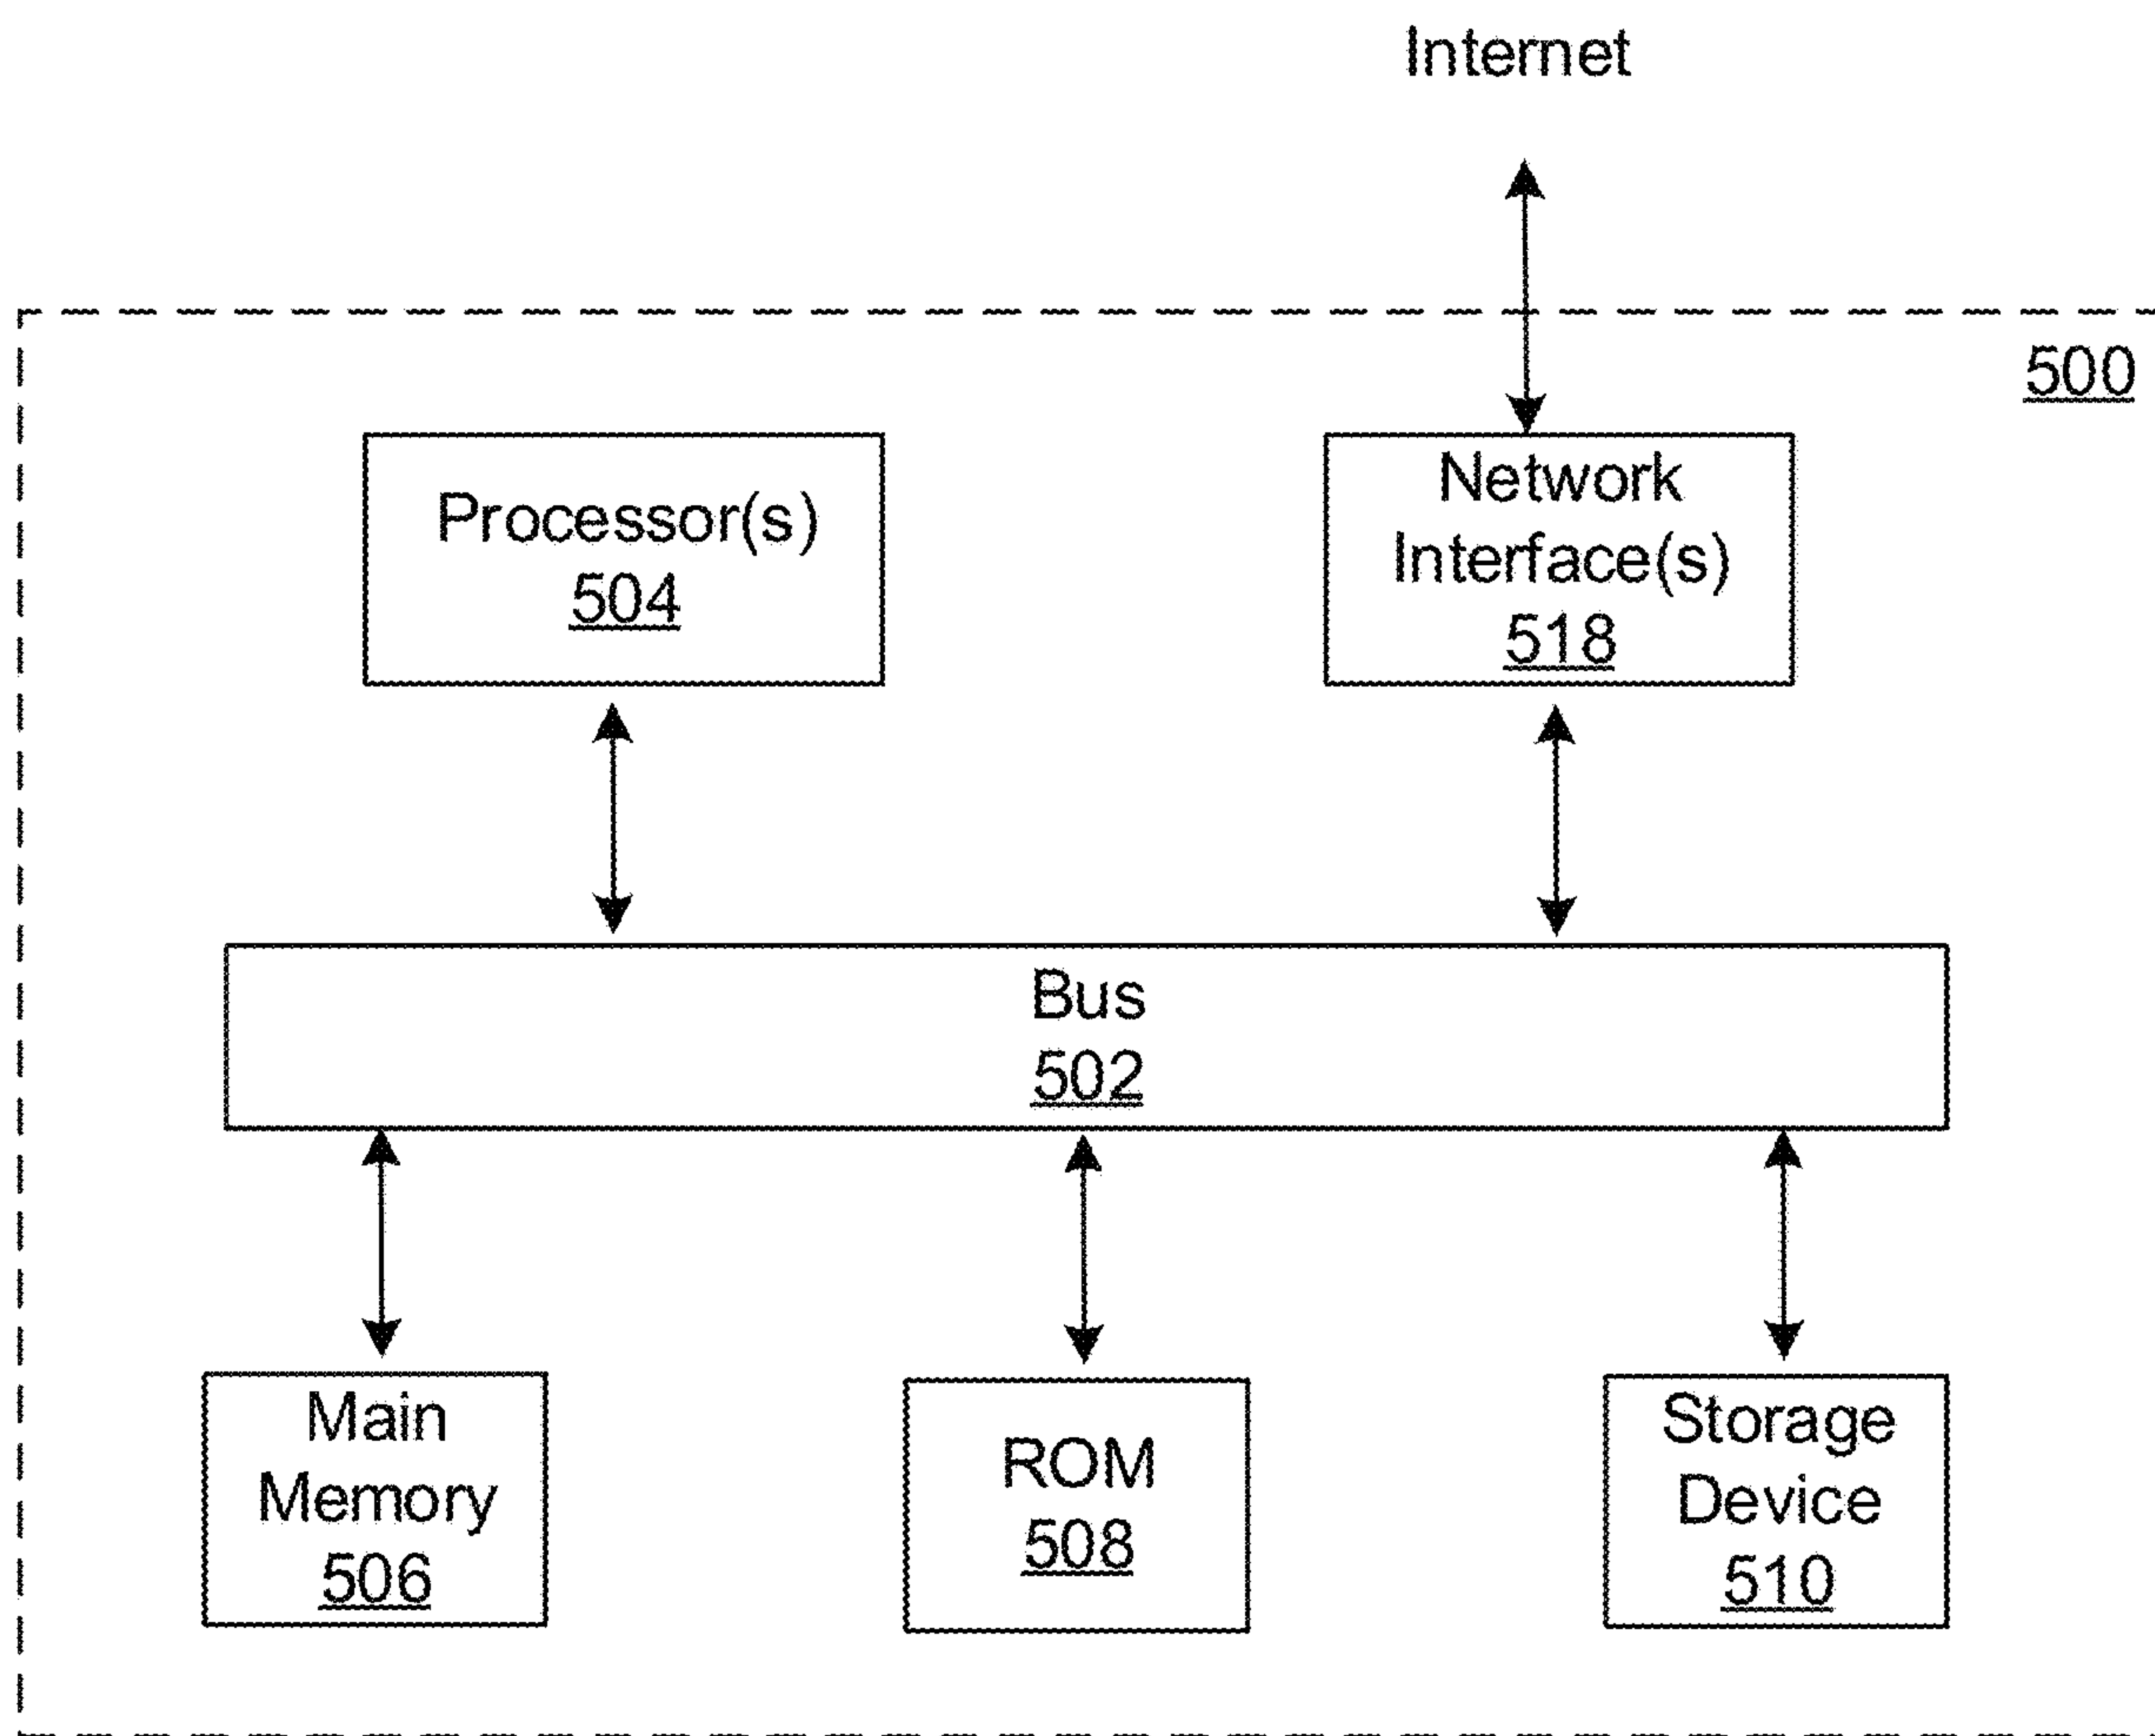 Internet
500
Processor(s)
504
Network
Interface(s)
518
Bus
502
Main
Memory
506
ROM
508
Storage
Device
510